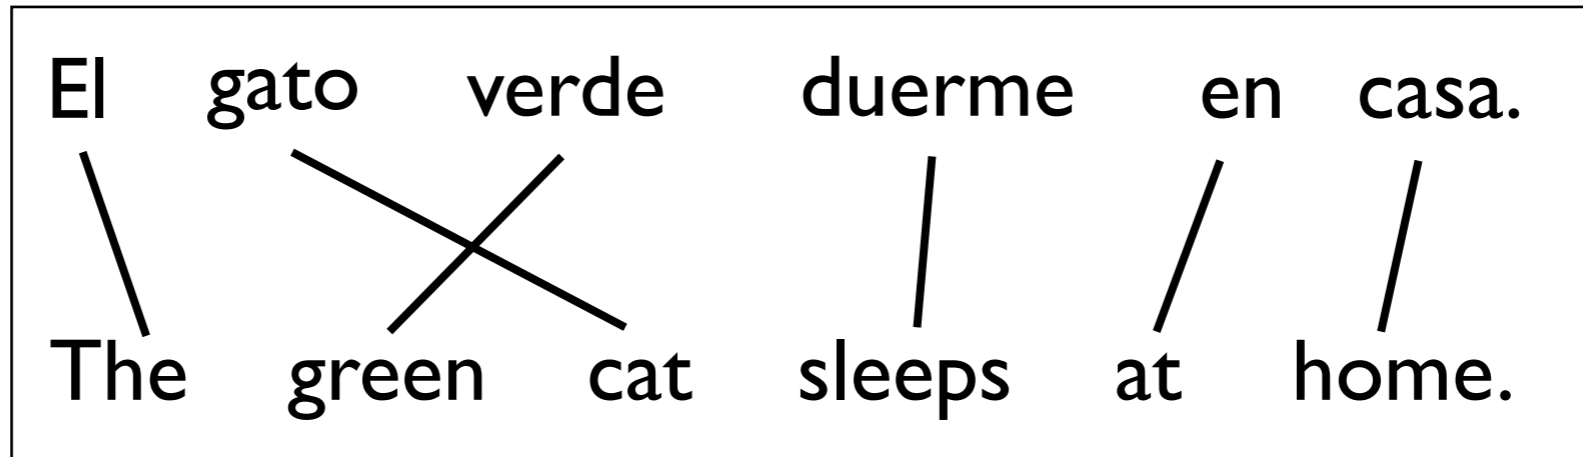 El gato verde duerme en casa.
The green cat sleeps at home.